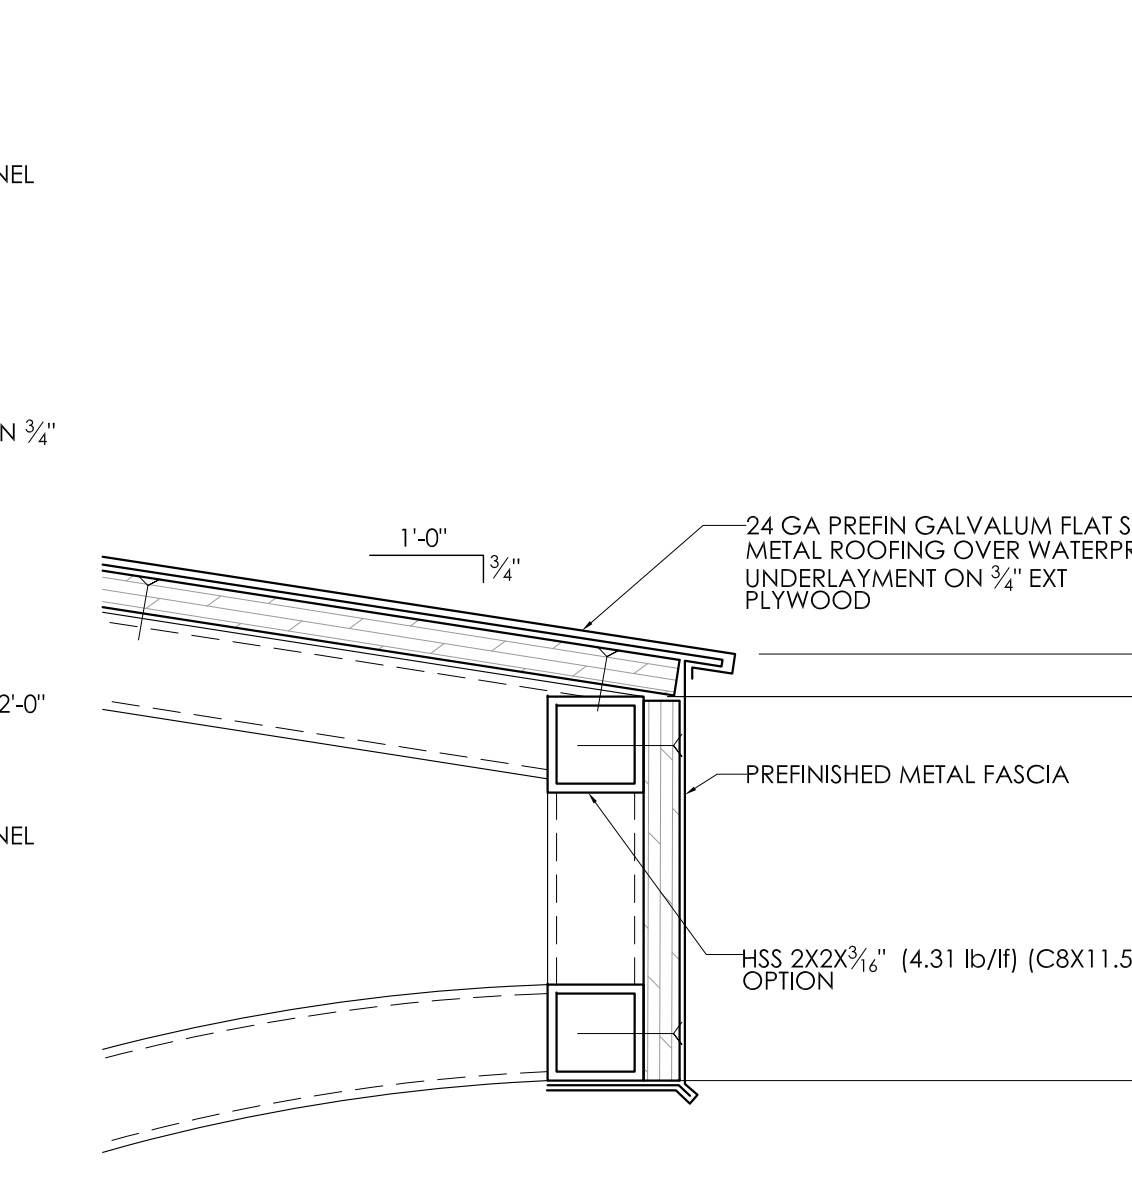 NEL
N 3/4"
1'-0"
3/4"
24 GA PREFIN GALVALUM FLAT S
METAL ROOFING OVER WATERPR
UNDERLAYMENT ON 3/4" EXT
PLYWOOD
2'-0"
PREFINISHED METAL FASCIA
NEL
HSS 2X2X3/16" (4.31 lb/lf) (C8X11.5
OPTION